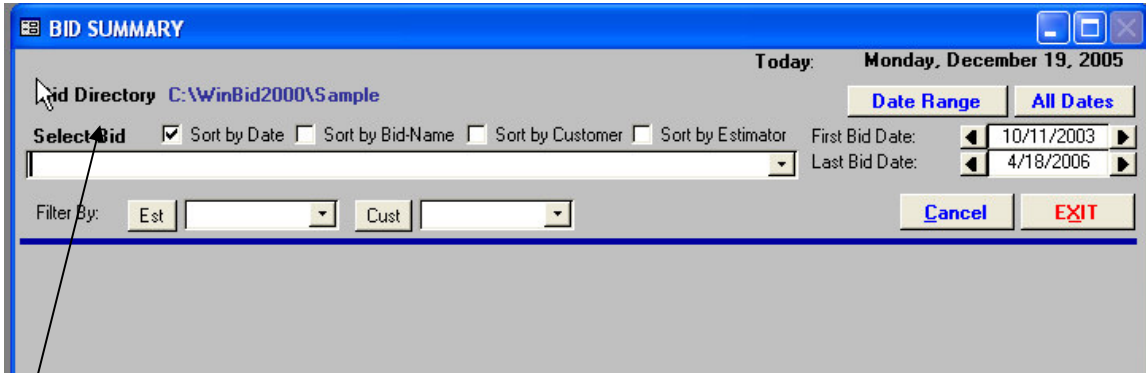 BID SUMMARY
Today: Monday, December 19, 2005
id Directory C:\WinBid2000\Sample
Date Range All Dates
Select Bid Sort by Date Sort by Bid-Name Sort by Customer Sort by Estimator
First Bid Date: 10/11/2003
Last Bid Date: 4/18/2006
Filter By: Est Cust Cancel EXIT